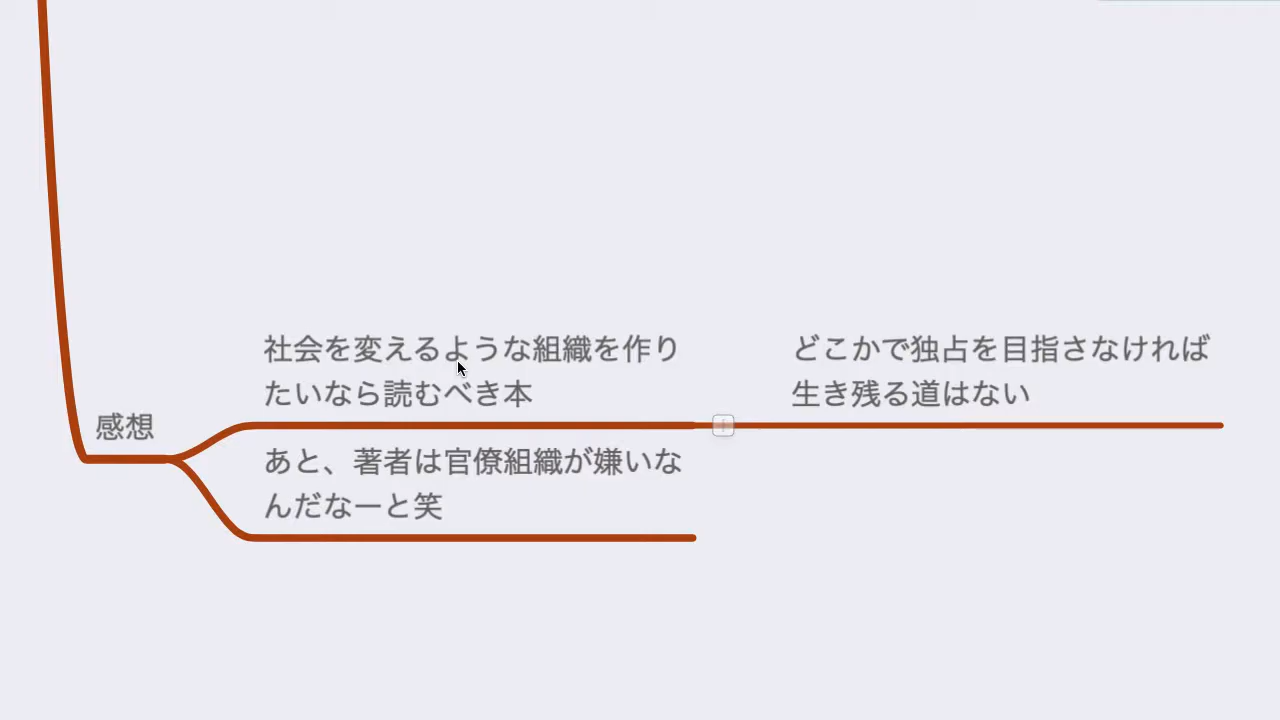 感想
社会を変えるような組織を作り
たいなら読むべき本
どこかで独占を目指さなければ
生き残る道はない
あと、著者は官僚組織が嫌いな
んだなーと笑